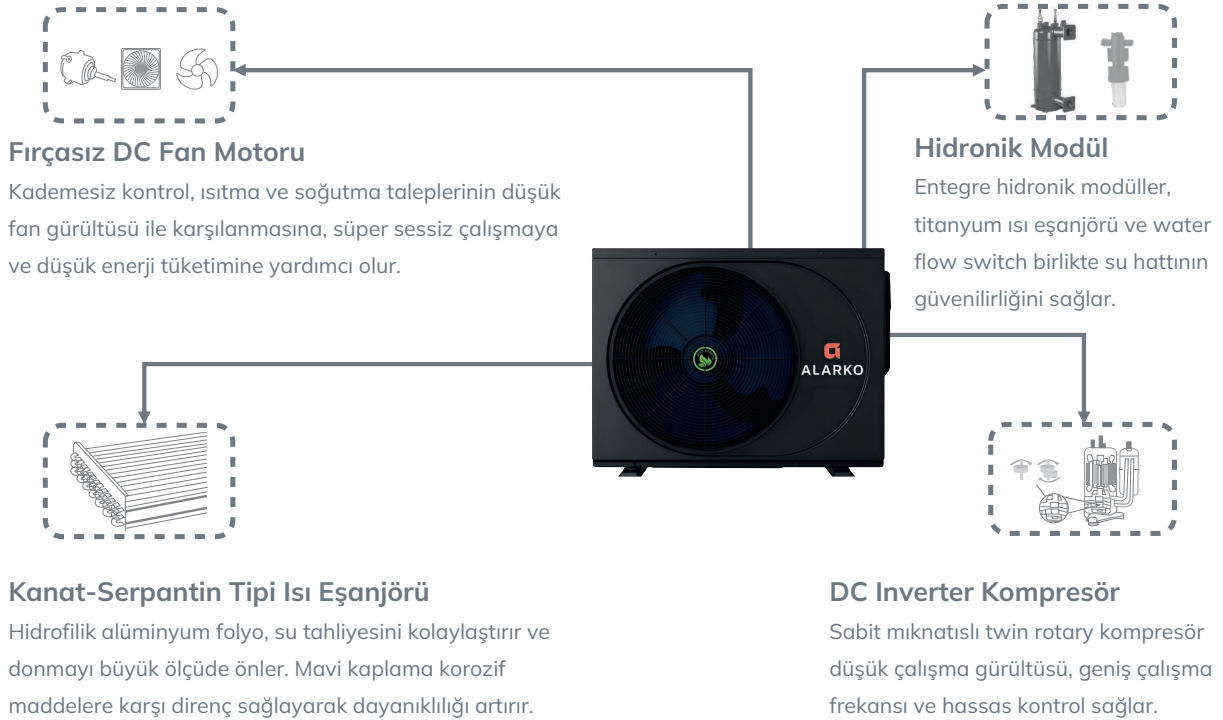 Fırçasız DC Fan Motoru
Kademesiz kontrol, ısıtma ve soğutma taleplerinin düşük
fan gürültüsü ile karşılanmasına, süper sessiz çalışmaya
ve düşük enerji tüketimine yardımcı olur.
Hidronik Modül
Entegre hidronik modüller,
titanyum ısı eşanjörü ve water
flow switch birlikte su hattının
güvenilirliğini sağlar.
ALARKO
Kanat-Serpantin Tipi Isı Eşanjörü
Hidrofilik alüminyum folyo, su tahliyesini kolaylaştırır ve
donmayı büyük ölçüde önler. Mavi kaplama korozif
maddelere karşı direnç sağlayarak dayanıklılığı artırır.
DC Inverter Kompresör
Sabit mıknatıslı twin rotary kompresör
düşük çalışma gürültüsü, geniş çalışma
frekansı ve hassas kontrol sağlar.